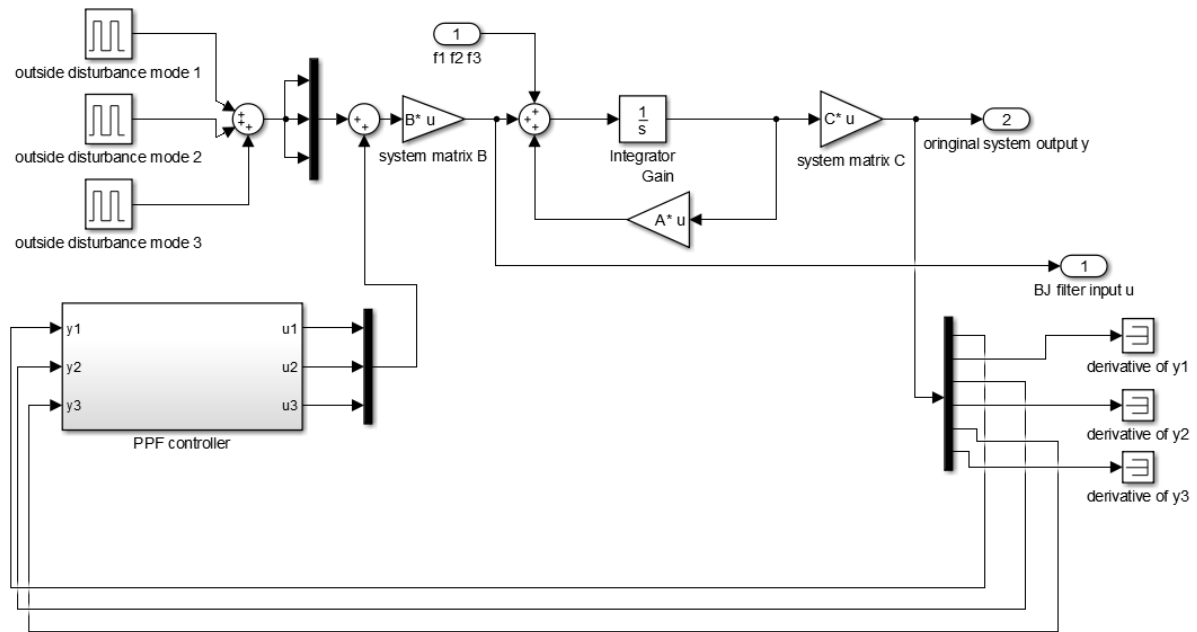 outside disturbance mode 1
outside disturbance mode 2
outside disturbance mode 3
+
+
+
+
+
B* u
system matrix B
1
f1 f2 f3
+
+
+
1
s
Integrator
Gain
A* u
C* u
system matrix C
2
oringinal system output y
1
BJ filter input u
y1
y2
y3
u1
u2
u3
PPF controller
derivative of y1
derivative of y2
derivative of y3